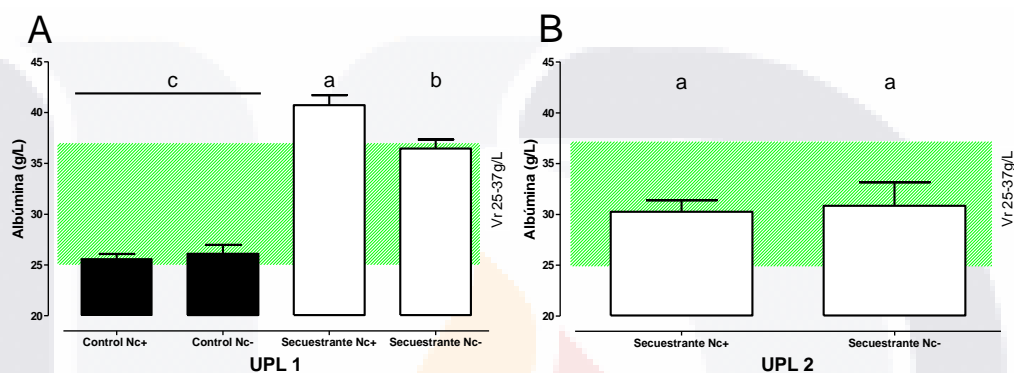 A
Albúmina (g/L)
45
40
35
30
25
20
c
a
b
Vr 25-37g/L
Control Nc+
Control Nc-
Secuestrante Nc+
Secuestrante Nc-
UPL 1
B
Albúmina (g/L)
45
40
35
30
25
20
a
a
Vr 25-37g/L
Secuestrante Nc+
Secuestrante Nc-
UPL 2